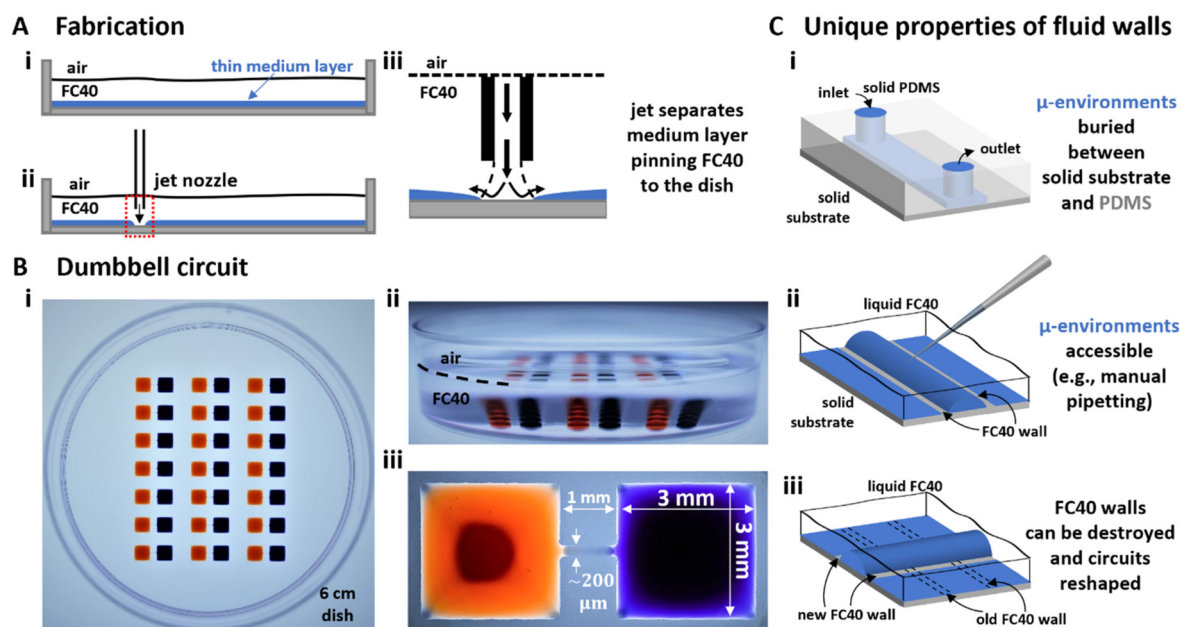 A Fabrication
i
air
FC40
thin medium layer
ii
air
FC40
jet nozzle
iii
air
FC40
jet separates
medium layer
pinning FC40
to the dish
B Dumbbell circuit
i
6 cm
dish
ii
air
FC40
iii
1 mm
3 mm
3 mm
~200
μm
C Unique properties of fluid walls
i
inlet
solid PDMS
outlet
solid
substrate
μ-environments
buried
between
solid substrate
and PDMS
ii
liquid FC40
solid
substrate
FC40 wall
μ-environments
accessible
(e.g., manual
pipetting)
iii
liquid FC40
new FC40 wall
old FC40 wall
FC40 walls
can be destroyed
and circuits
reshaped